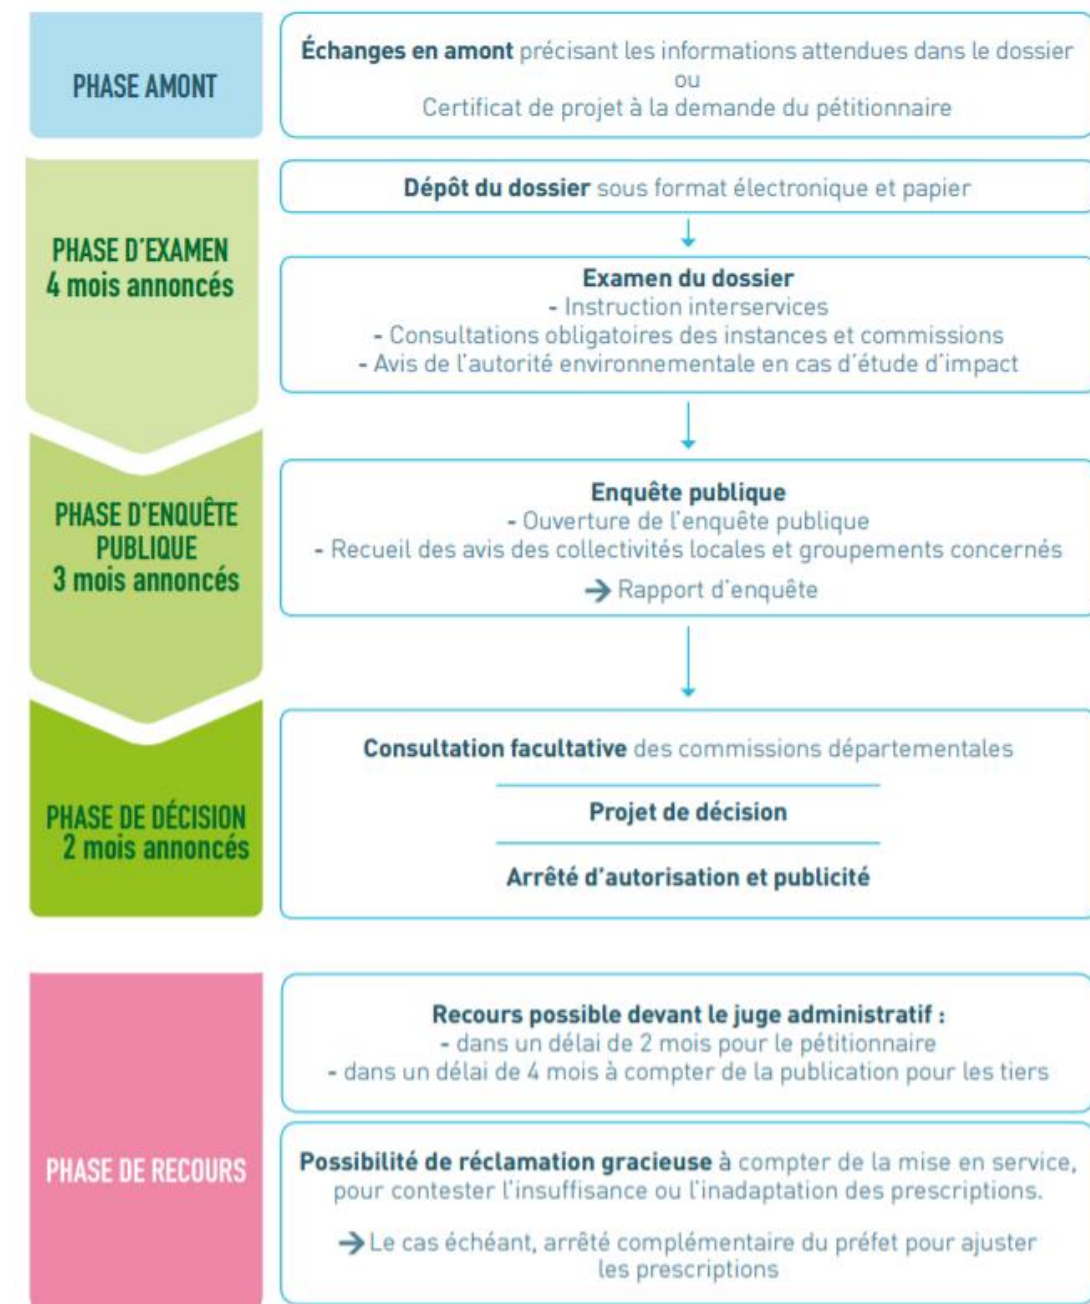 PHASE AMONT
Échanges en amont précisant les informations attendues dans le dossier
ou
Certificat de projet à la demande du pétitionnaire
PHASE D'EXAMEN
4 mois annoncés
Dépôt du dossier sous format électronique et papier
Examen du dossier
- Instruction interservices
- Consultations obligatoires des instances et commissions
- Avis de l'autorité environnementale en cas d'étude d'impact
PHASE D'ENQUÊTE
PUBLIQUE
3 mois annoncés
Enquête publique
- Ouverture de l'enquête publique
- Recueil des avis des collectivités locales et groupements concernés
→ Rapport d'enquête
PHASE DE DÉCISION
2 mois annoncés
Consultation facultative des commissions départementales
Projet de décision
Arrêté d'autorisation et publicité
PHASE DE RECOURS
Recours possible devant le juge administratif :
- dans un délai de 2 mois pour le pétitionnaire
- dans un délai de 4 mois à compter de la publication pour les tiers
Possibilité de réclamation gracieuse à compter de la mise en service,
pour contester l'insuffisance ou l'inadaptation des prescriptions.
→ Le cas échéant, arrêté complémentaire du préfet pour ajuster
les prescriptions